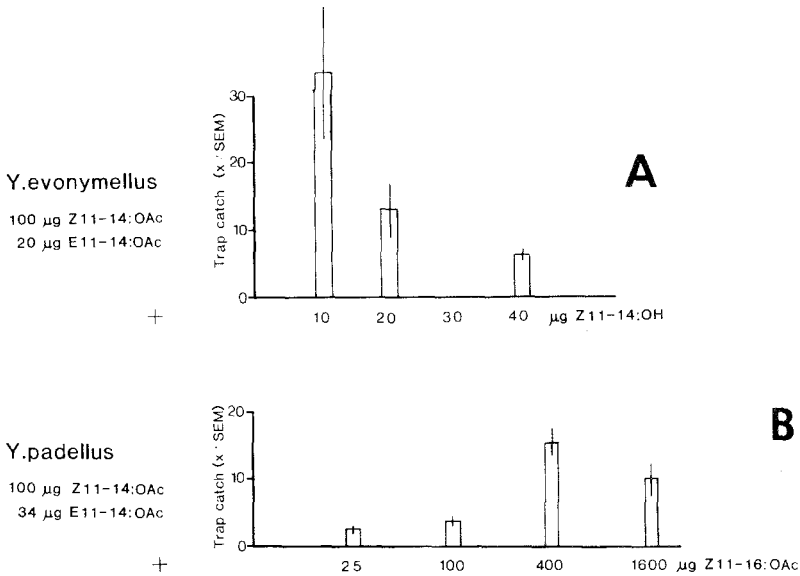 30
20
10
0
Trap catch (x ± SEM)
Y.evonymellus
100 µg Z11-14:OAc
20 µg E11-14:OAc
+
10 20 30 40 µg Z11-14:OH
A
20
10
0
Trap catch (x ± SEM)
Y.padellus
100 µg Z11-14:OAc
34 µg E11-14:OAc
+
25 100 400 1600 µg Z11-16:OAc
B